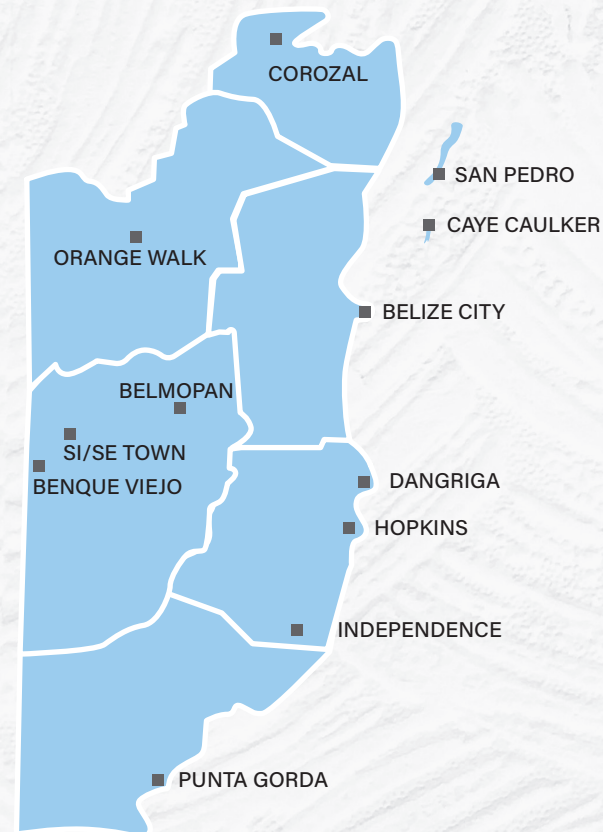 COROZAL
SAN PEDRO
CAYE CAULKER
ORANGE WALK
BELIZE CITY
BELMOPAN
SI/SE TOWN
BENQUE VIEJO
DANGRIGA
HOPKINS
INDEPENDENCE
PUNTA GORDA